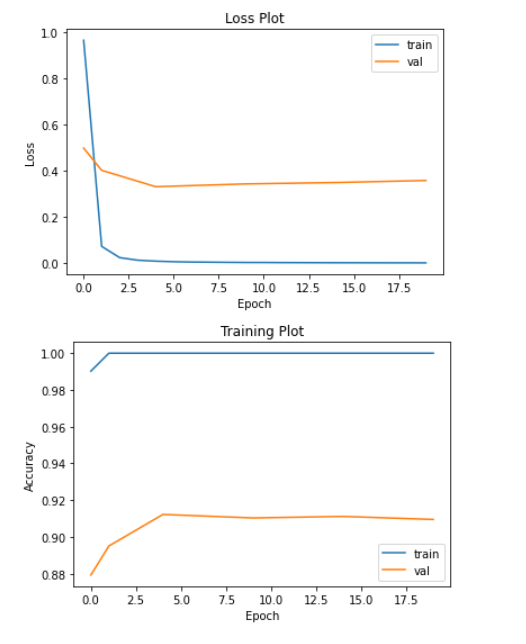 Loss Plot
1.0
0.8
0.6
0.4
0.2
0.0
Loss
train
val
0.0 2.5 5.0 7.5 10.0 12.5 15.0 17.5
Epoch
Training Plot
1.00
0.98
0.96
0.94
0.92
0.90
0.88
Accuracy
train
val
0.0 2.5 5.0 7.5 10.0 12.5 15.0 17.5
Epoch